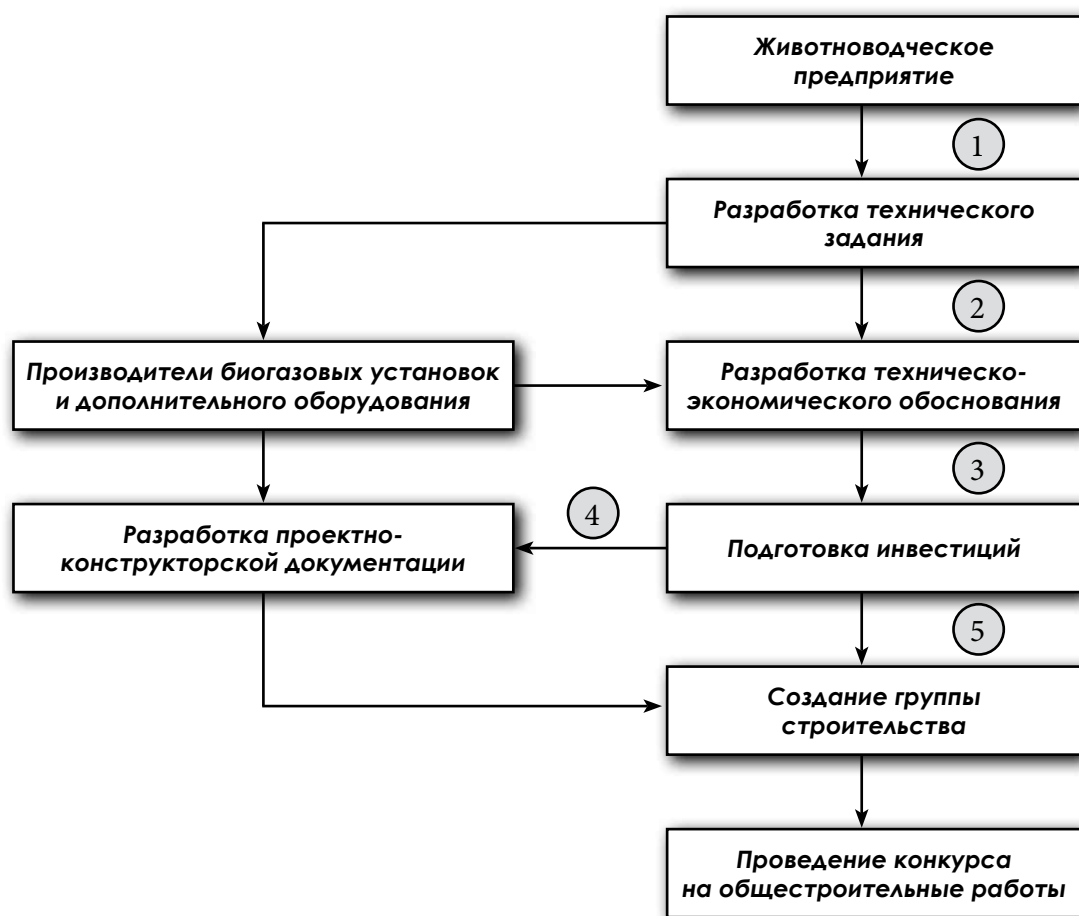 Животноводческое
предприятие
1
Разработка технического
задания
2
Производители биогазовых установок
и дополнительного оборудования
Разработка техническо-
экономического обоснования
3
Разработка проектно-
конструкторской документации
4
Подготовка инвестиций
5
Создание группы
строительства
Проведение конкурса
на общестроительные работы